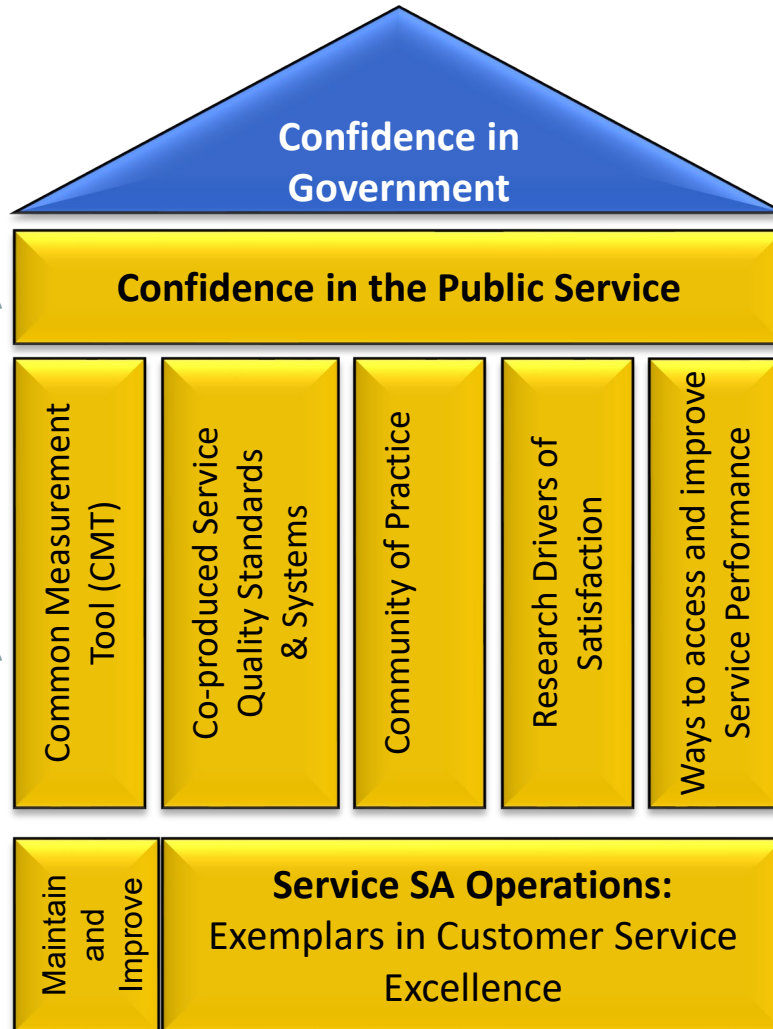 Confidence in
Government
Confidence in the Public Service
Common Measurement
Tool (CMT)
Co-produced Service
Quality Standards
& Systems
Community of Practice
Research Drivers of
Satisfaction
Ways to access and improve
Service Performance
Maintain
and
Improve
Service SA Operations:
Exemplars in Customer Service
Excellence